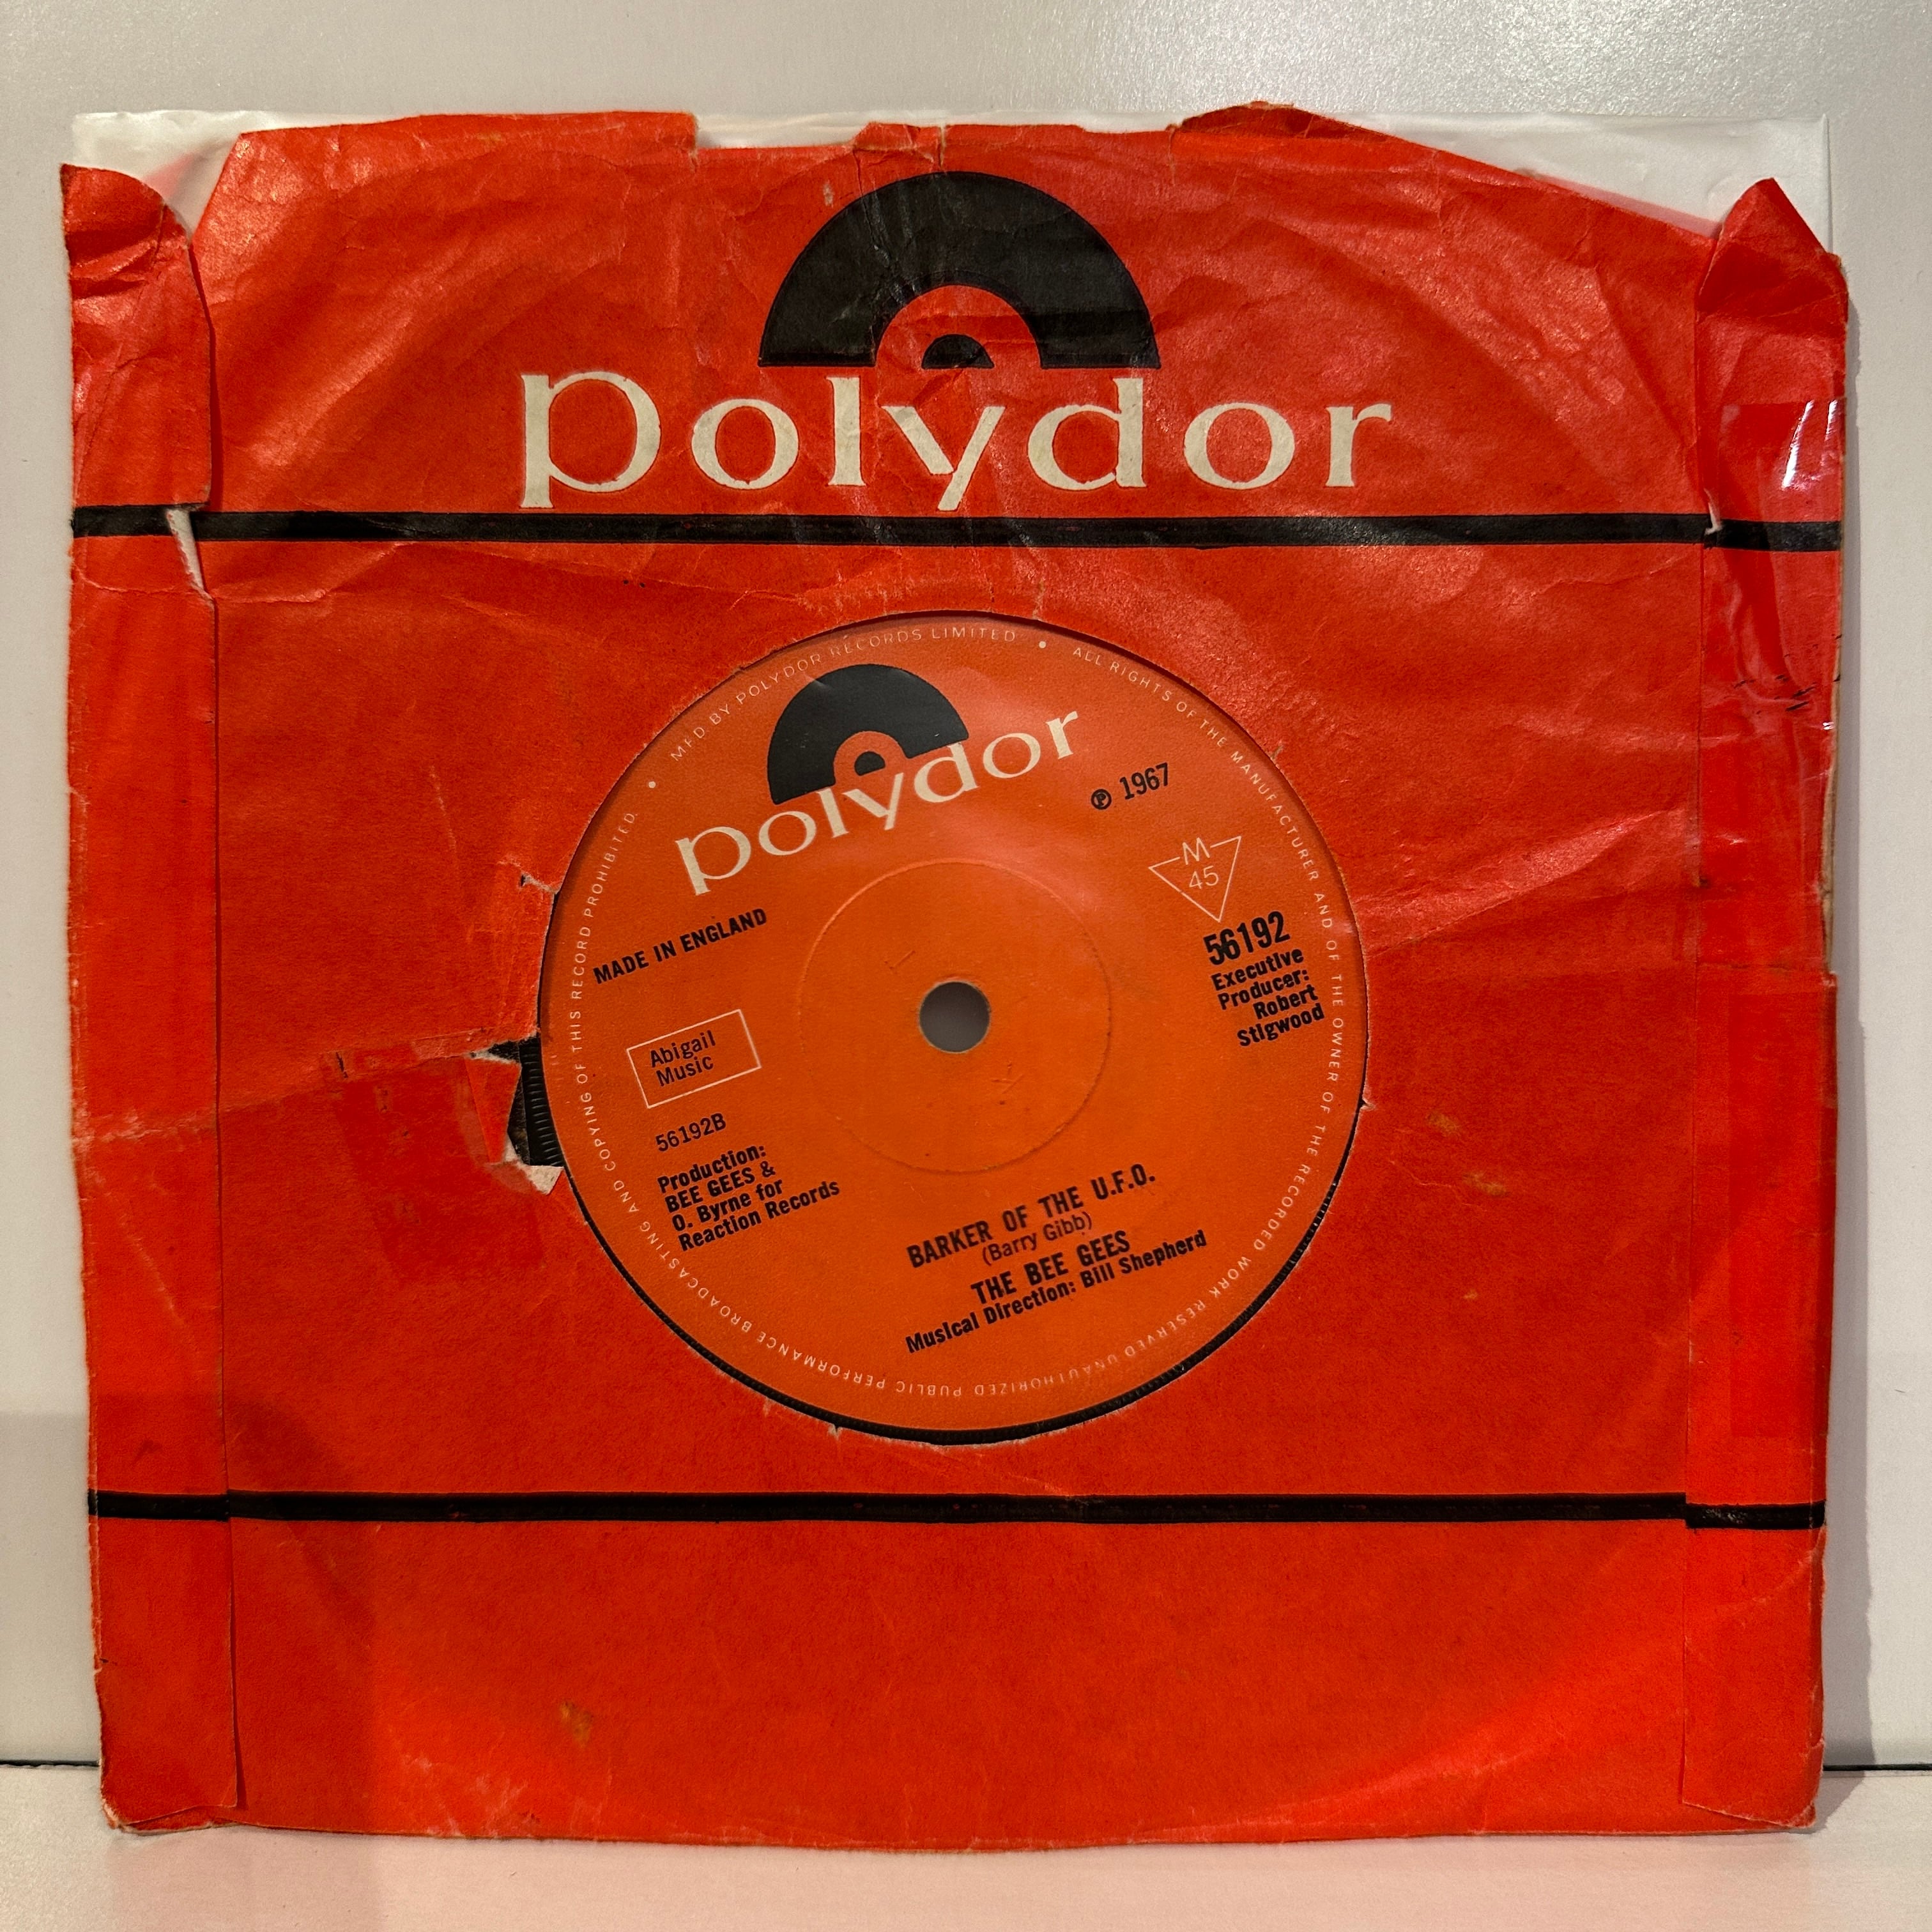 polydor
MFD BY POLYDOR RECORDS LIMITED • ALL RIGHTS OF THE MANUFACTURER AND OF THE OWNER OF THE RECORDED WORK RESERVED UNAUTHORIZED PUBLIC PERFORMANCE BROADCASTING AND COPYING OF THIS RECORD PROHIBITED. •
polydor
℗ 1967
M
45
MADE IN ENGLAND
56192
Executive
Producer:
Robert
Stigwood
Abigail
Music
56192B
Production:
BEE GEES &
O. Byrne for
Reaction Records
BARKER OF THE U.F.O.
(Barry Gibb)
THE BEE GEES
Musical Direction: Bill Shepherd